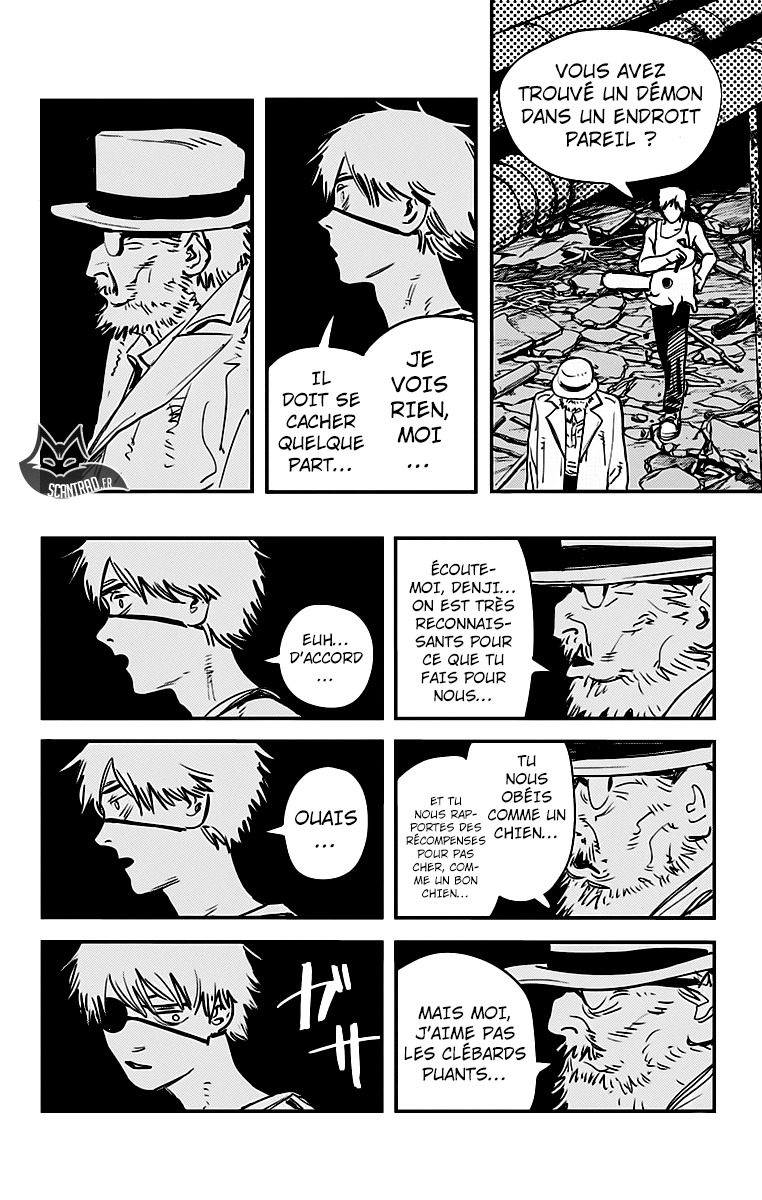 VOUS AVEZ
TROUVÉ UN DÉMON
DANS UN ENDROIT
PAREIL ?
JE
VOIS
RIEN,
MOI
...
IL
DOIT SE
CACHER
QUELQUE
PART...
SCANTRAD.FR
ÉCOUTE-
MOI, DENJI...
ON EST TRÈS
RECONNAIS-
SANTS POUR
CE QUE TU
FAIS POUR
NOUS...
EUH...
D'ACCORD
...
TU
NOUS
OBÉIS
COMME UN
CHIEN...
ET TU
NOUS RAP-
PORTES DES
RÉCOMPENSES
POUR PAS
CHER, COM-
ME UN BON
CHIEN...
OUAIS
...
MAIS MOI,
J'AIME PAS
LES CLÉBARDS
PUANTS...
ザッ